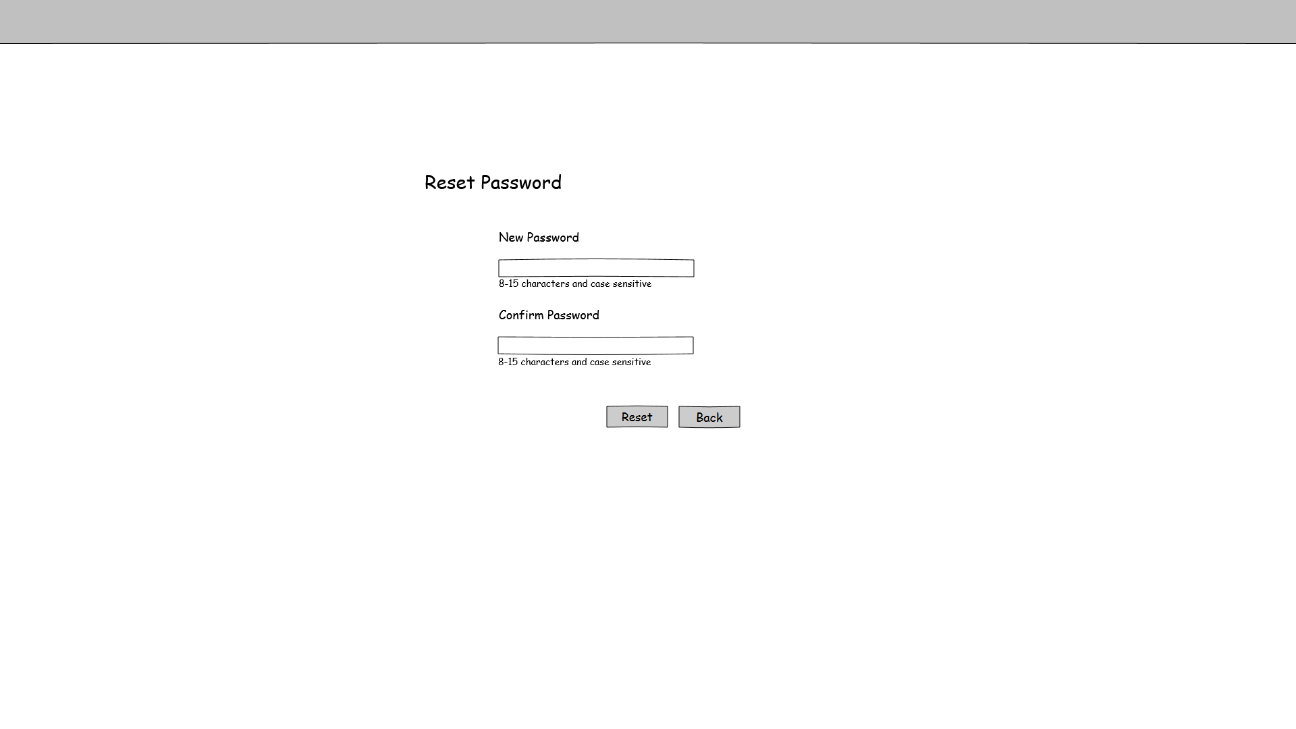 Reset Password
New Password
8-15 characters and case sensitive
Confirm Password
8-15 characters and case sensitive
Reset
Back